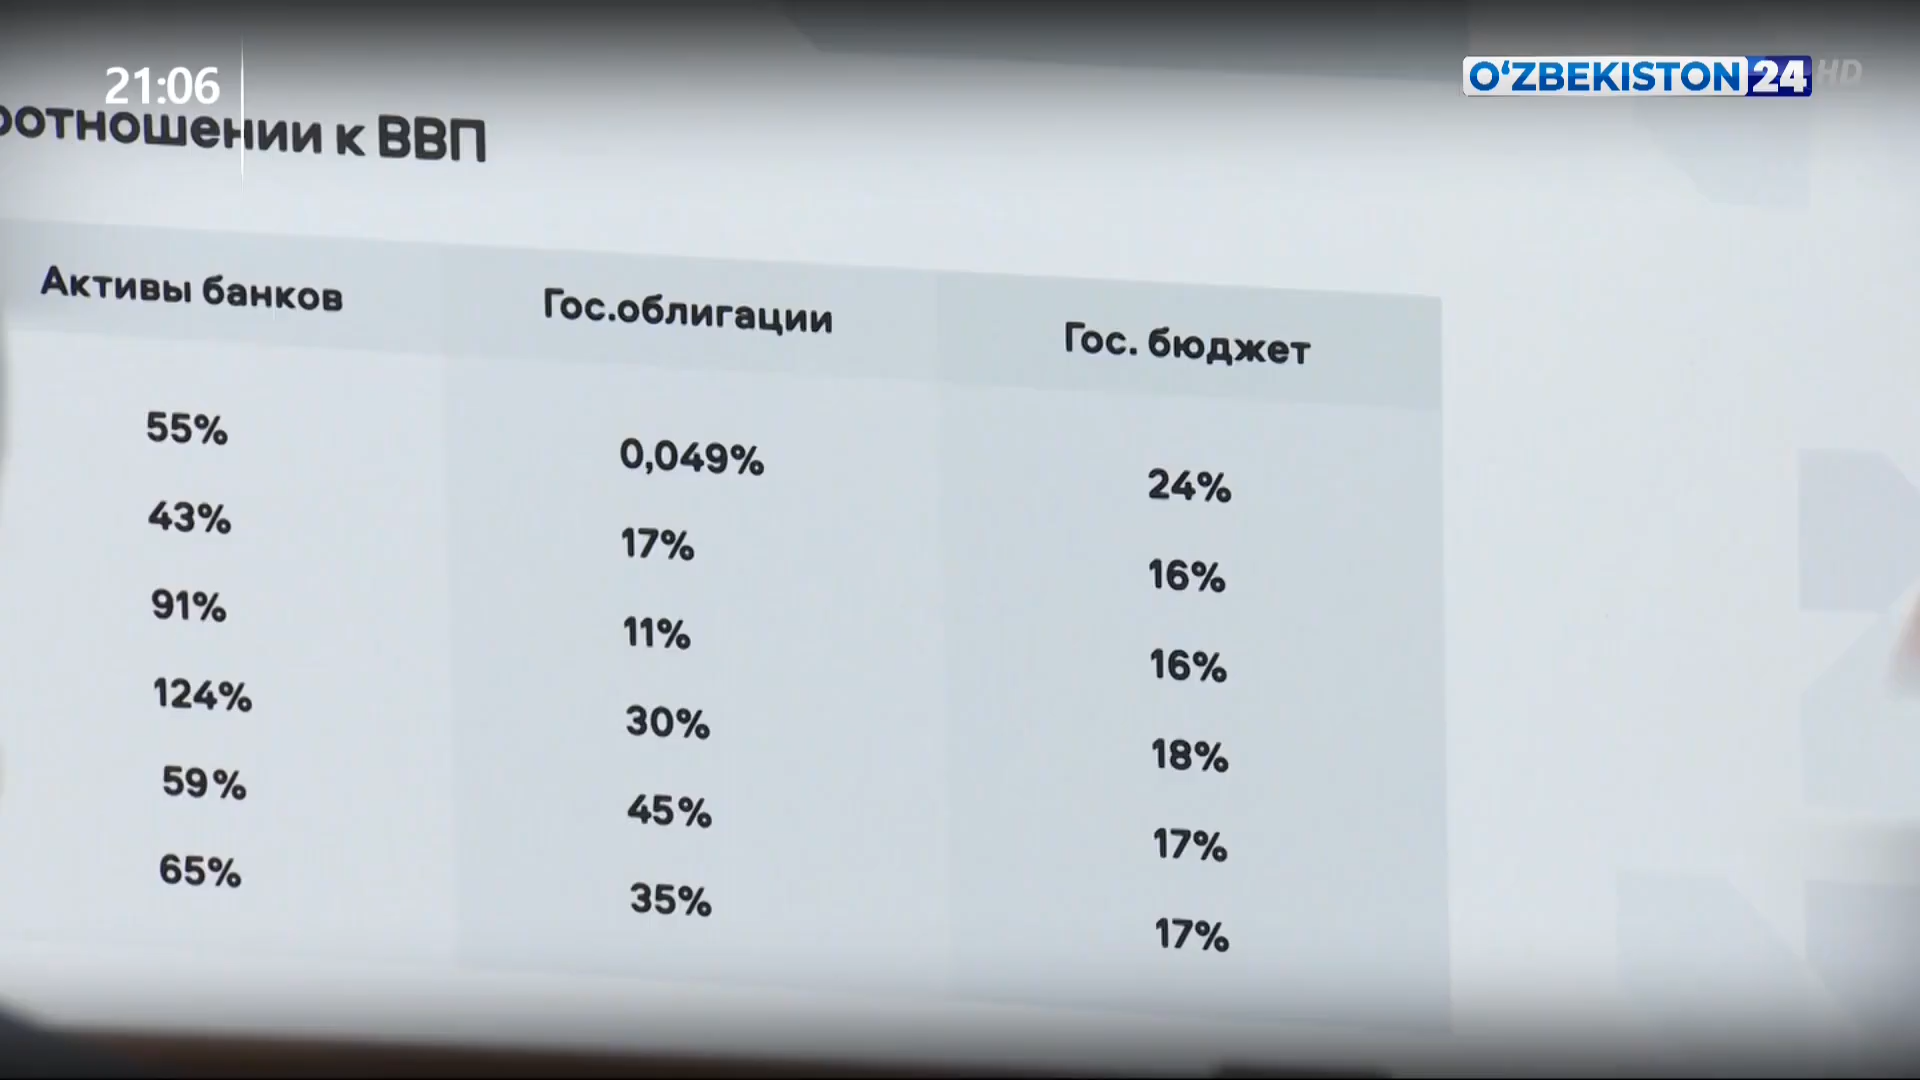 21:06
O‘ZBEKISTON 24 HD
оотношении к ВВП
Активы банков Гос.облигации Гос. бюджет
55% 0,049% 24%
43% 17% 16%
91% 11% 16%
124% 30% 18%
59% 45% 17%
65% 35% 17%